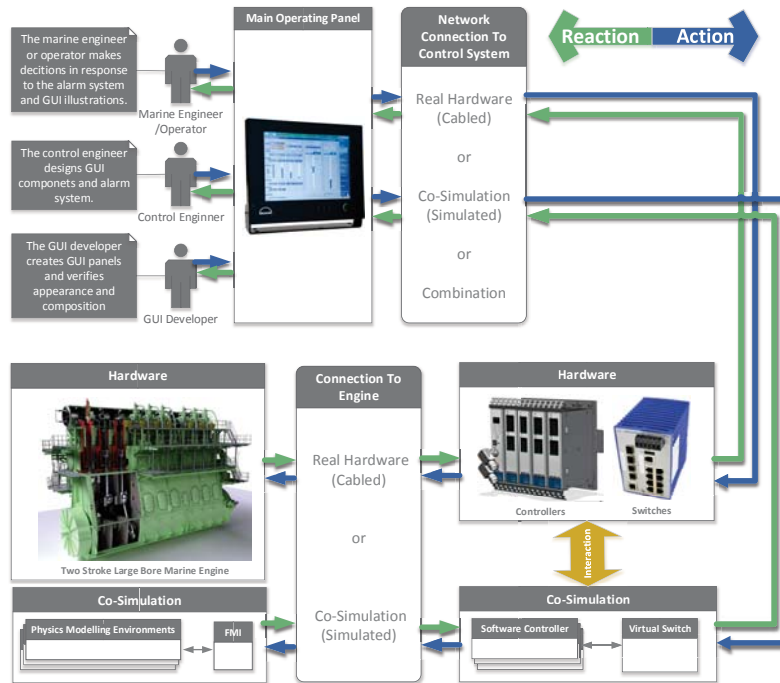 The marine engineer
or operator makes
decitions in response
to the alarm system
and GUI illustrations.
Marine Engineer
/Operator
The control engineer
designs GUI
componets and alarm
system.
Control Enginner
The GUI developer
creates GUI panels
and verifies
appearance and
composition
GUI Developer
Main Operating Panel
Network
Connection To
Control System
Real Hardware
(Cabled)
or
Co-Simulation
(Simulated)
or
Combination
Reaction
Action
Hardware
Two Stroke Large Bore Marine Engine
Connection To
Engine
Real Hardware
(Cabled)
or
Co-Simulation
(Simulated)
Hardware
Controllers
Switches
Interaction
Co-Simulation
Physics Modelling Environments
FMI
Co-Simulation
Software Controller
Virtual Switch